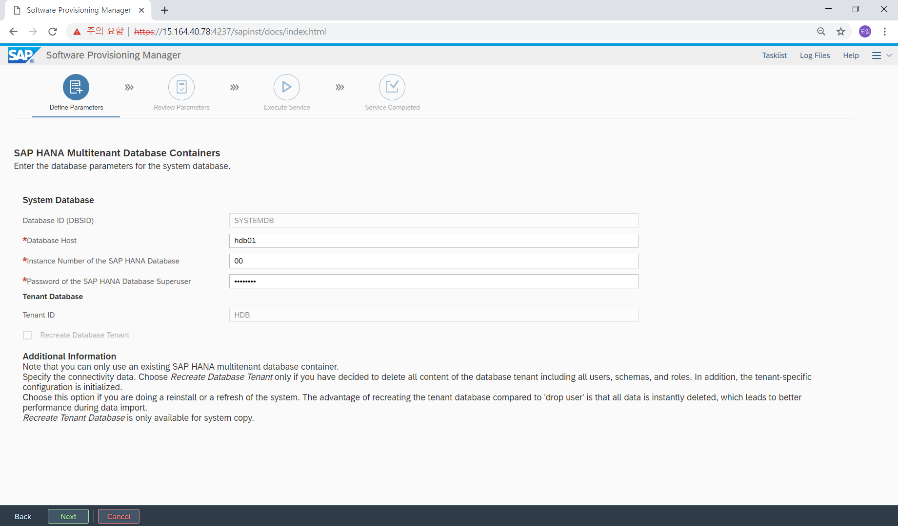 Software Provisioning Manager
주의 요함 | https://15.164.40.78:4237/sapinst/docs/index.html
SAP Software Provisioning Manager
Tasklist Log Files Help
Define Parameters
Review Parameters
Execute Service
Service Completed
SAP HANA Multitenant Database Containers
Enter the database parameters for the system database.
System Database
Database ID (DBSID) SYSTEMDB
*Database Host hdb01
*Instance Number of the SAP HANA Database 00
*Password of the SAP HANA Database Superuser ••••••••
Tenant Database
Tenant ID HDB
Recreate Database Tenant
Additional Information
Note that you can only use an existing SAP HANA multitenant database container.
Specify the connectivity data. Choose Recreate Database Tenant only if you have decided to delete all content of the database tenant including all users, schemas, and roles. In addition, the tenant-specific
configuration is initialized.
Choose this option if you are doing a reinstall or a refresh of the system. The advantage of recreating the tenant database compared to 'drop user' is that all data is instantly deleted, which leads to better
performance during data import.
Recreate Tenant Database is only available for system copy.
Back Next Cancel